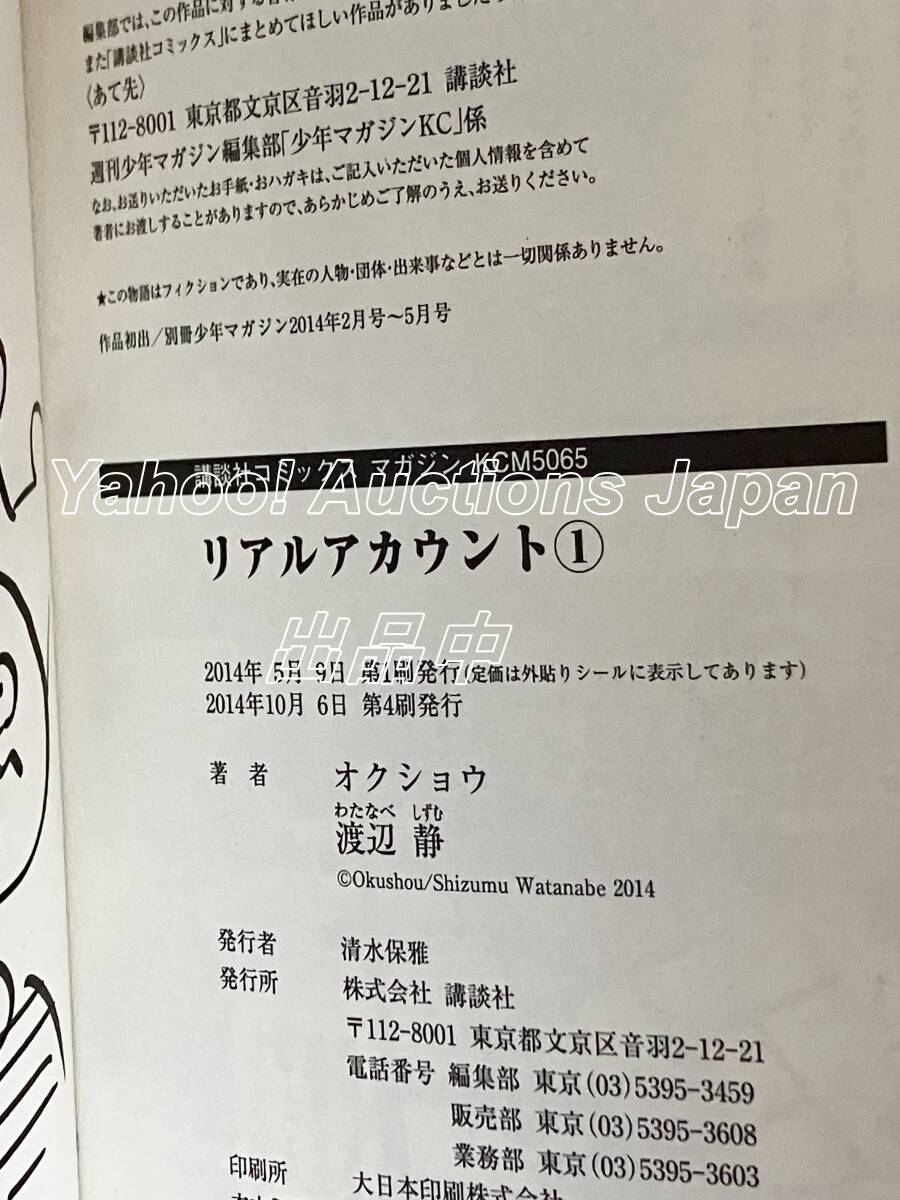 編集部では、この作品に対する
また「講談社コミックス」にまとめてほしい作品がありましたら
〈あて先〉
〒112-8001 東京都文京区音羽2-12-21 講談社
週刊少年マガジン編集部「少年マガジンKC」係
なお、お送りいただいたお手紙・おハガキは、ご記入いただいた個人情報を含めて
著者にお渡しすることがありますので、あらかじめご了解のうえ、お送りください。
★この物語はフィクションであり、実在の人物・団体・出来事などとは一切関係ありません。
作品初出/別冊少年マガジン2014年2月号〜5月号
講談社コミックス マガジン KCM5065
Yahoo! Auctions Japan
リアルアカウント①
出品中
2014年 5月 9日 第1刷発行(定価は外貼りシールに表示してあります)
2014年10月 6日 第4刷発行
著 者 オクショウ
わたなべ しずむ
渡辺 静
©Okushou/Shizumu Watanabe 2014
発行者 清水保雅
発行所 株式会社 講談社
〒112-8001 東京都文京区音羽2-12-21
電話番号 編集部 東京(03)5395-3459
販売部 東京(03)5395-3608
業務部 東京(03)5395-3603
印刷所 大日本印刷株式会社